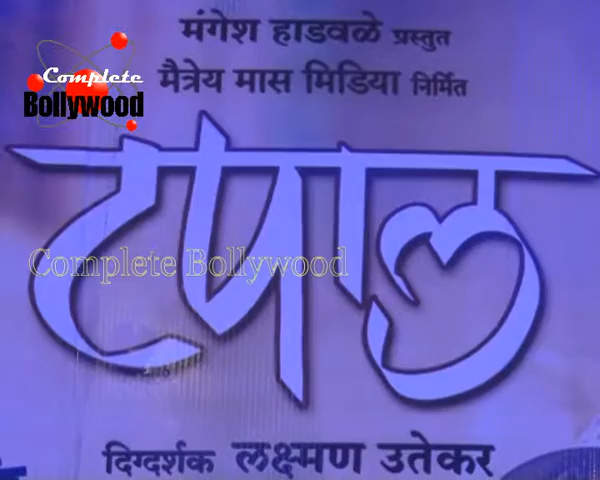 मंगेश हाडवळे प्रस्तुत
Complete
मैत्रेय मास मिडिया निर्मित
Bollywood
टपाल
Complete Bollywood
दिग्दर्शक लक्ष्मण उतेकर